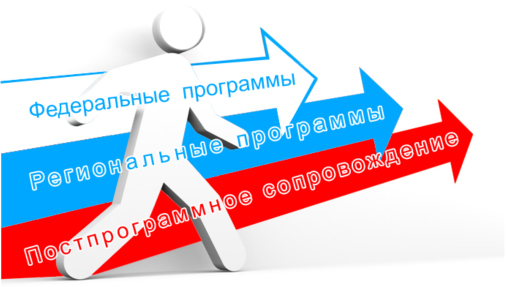 Федеральные программы
Региональные программы
Постпрограммное сопровождение